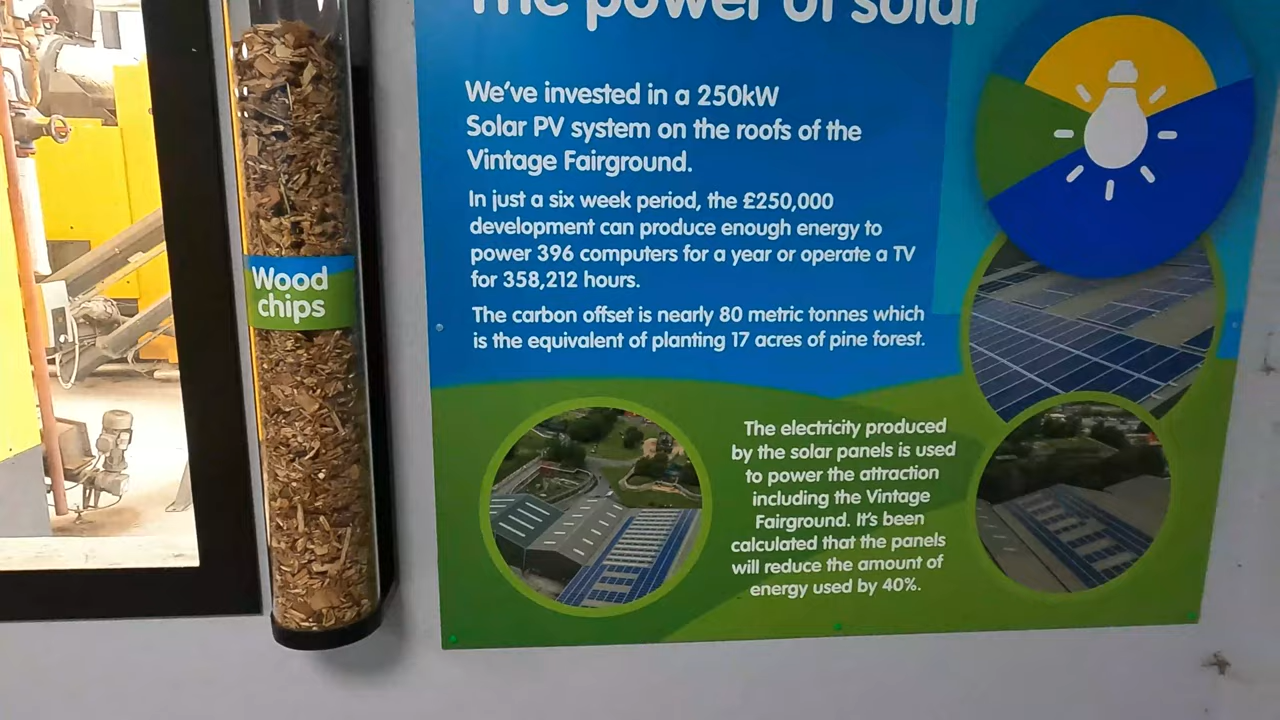 The power of solar
We've invested in a 250kW
Solar PV system on the roofs of the
Vintage Fairground.
In just a six week period, the £250,000
development can produce enough energy to
power 396 computers for a year or operate a TV
for 358,212 hours.
The carbon offset is nearly 80 metric tonnes which
is the equivalent of planting 17 acres of pine forest.
Wood
chips
The electricity produced
by the solar panels is used
to power the attraction
including the Vintage
Fairground. It's been
calculated that the panels
will reduce the amount of
energy used by 40%.